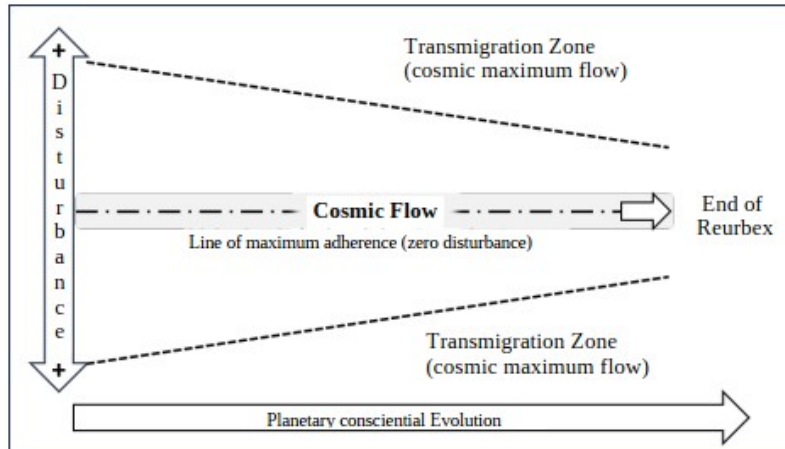 +
Disturbance
+
Transmigration Zone
(cosmic maximum flow)
Cosmic Flow
Line of maximum adherence (zero disturbance)
End of
Reurbex
Transmigration Zone
(cosmic maximum flow)
Planetary consciential Evolution